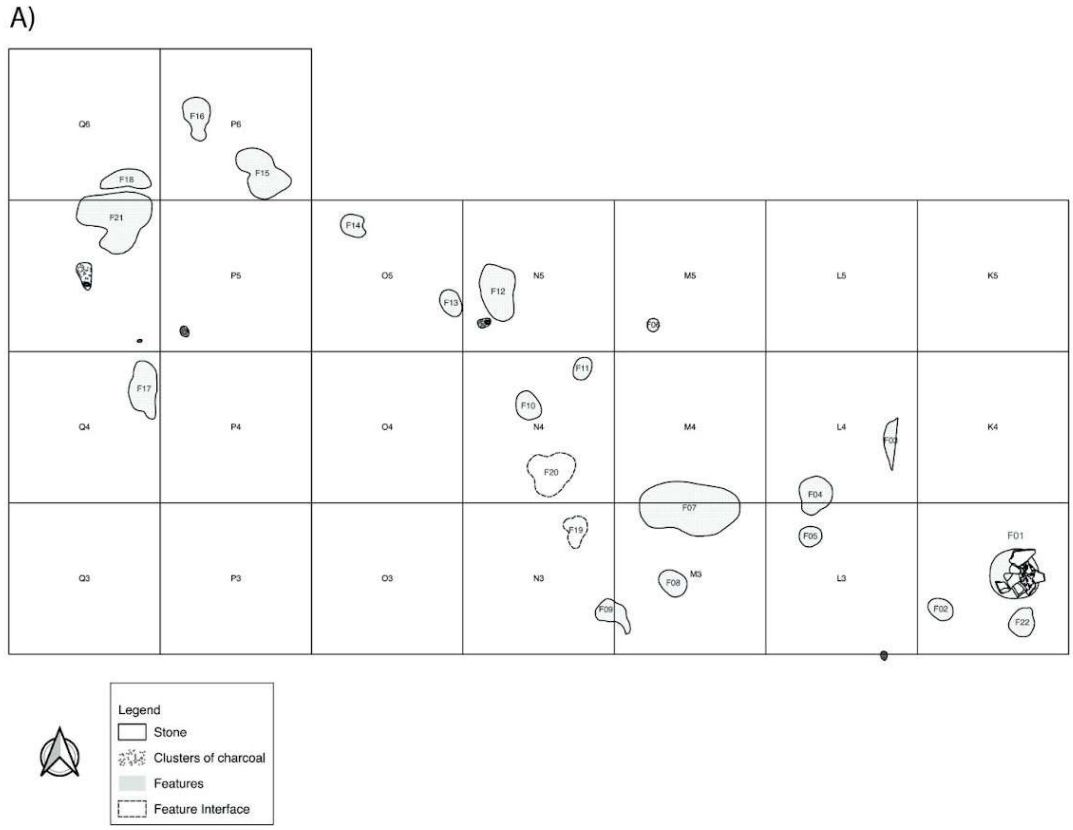 A)
F16
Q6 P6
F15
F18
F21 F14
P5 O5 N5 M5 L5 K5
F12
F13
F06
F11
F17
F10
Q4 P4 O4 N4 M4 L4 K4
F03
F20
F04
F07
F19
F05 F01
Q3 P3 O3 N3 M3 L3
F08
F09 F02
F22
Legend
Stone
Clusters of charcoal
Features
Feature Interface